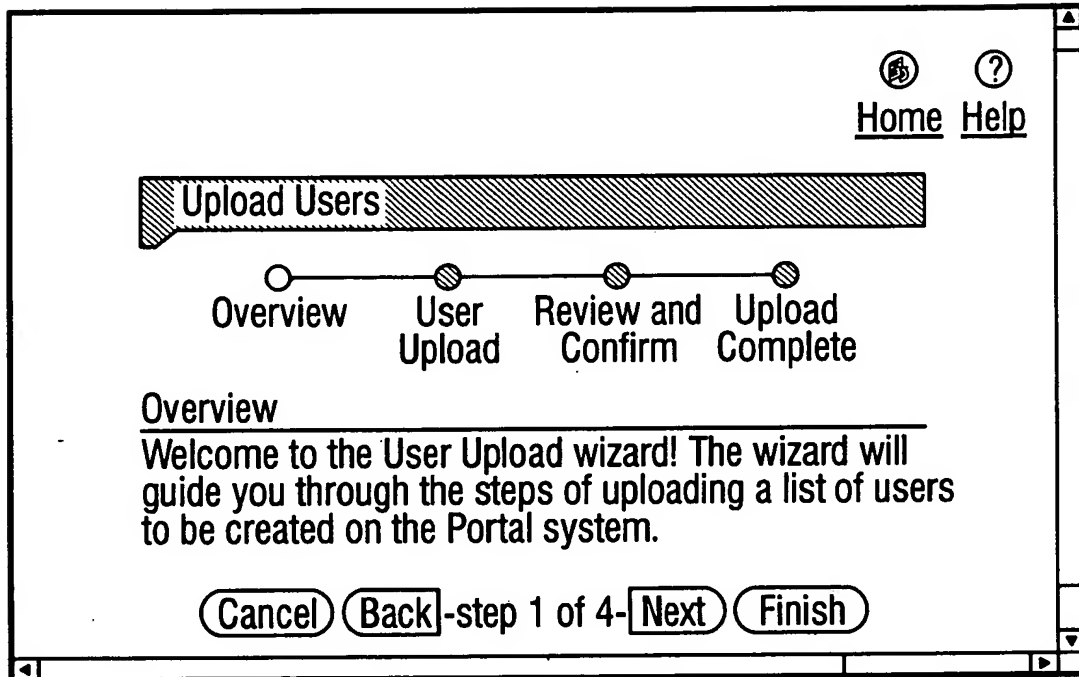 Home Help
Upload Users
Overview User Review and Upload
Upload Confirm Complete
Overview
Welcome to the User Upload wizard! The wizard will
guide you through the steps of uploading a list of users
to be created on the Portal system.
Cancel Back -step 1 of 4- Next Finish